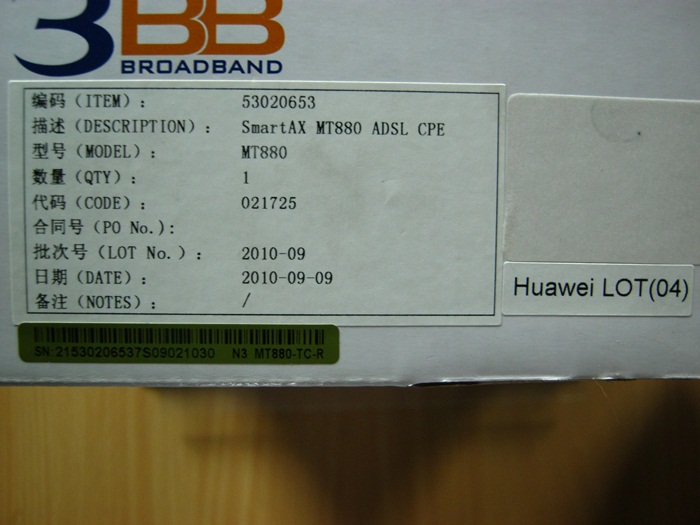 3BB
BROADBAND
编码（ITEM）： 53020653
描述（DESCRIPTION）： SmartAX MT880 ADSL CPE
型号（MODEL）： MT880
数量（QTY）： 1
代码（CODE）： 021725
合同号（PO No.）：
批次号（LOT No.）： 2010-09
日期（DATE）： 2010-09-09
备注（NOTES）： /
Huawei LOT(04)
SN:21530206537S09021030 N3 MT880-TC-R